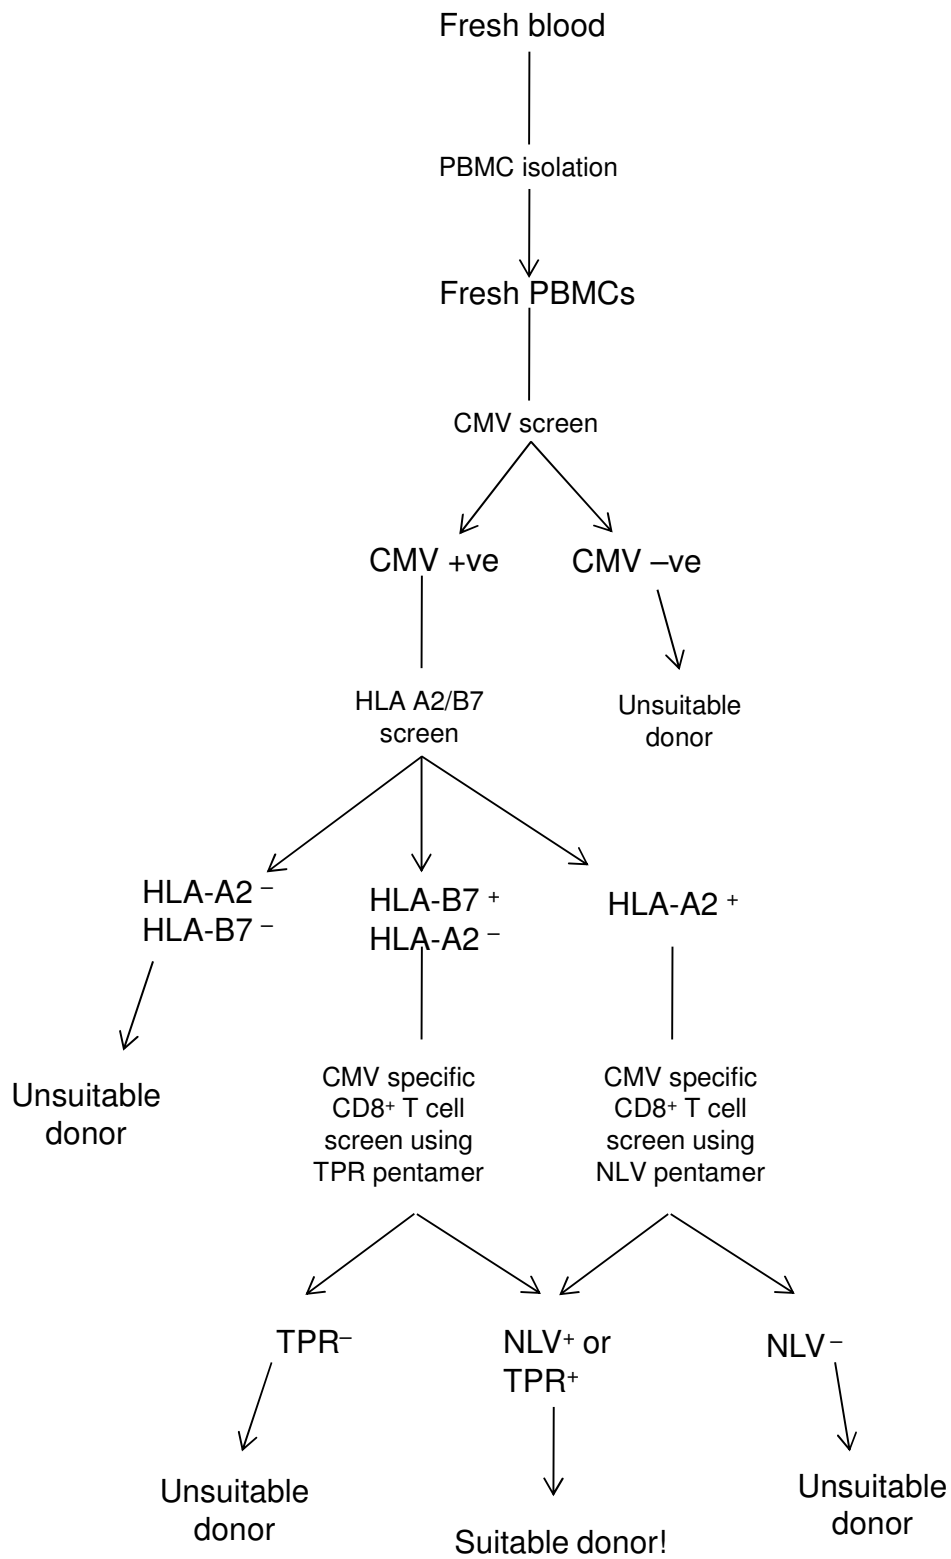 Fresh blood
PBMC isolation
Fresh PBMCs
CMV screen
CMV +ve
CMV –ve
HLA A2/B7
screen
Unsuitable
donor
HLA-A2 –
HLA-B7 –
HLA-B7 +
HLA-A2 –
HLA-A2 +
Unsuitable
donor
CMV specific
CD8⁺ T cell
screen using
TPR pentamer
CMV specific
CD8⁺ T cell
screen using
NLV pentamer
TPR⁻
NLV⁺ or
TPR⁺
NLV –
Unsuitable
donor
Suitable donor!
Unsuitable
donor